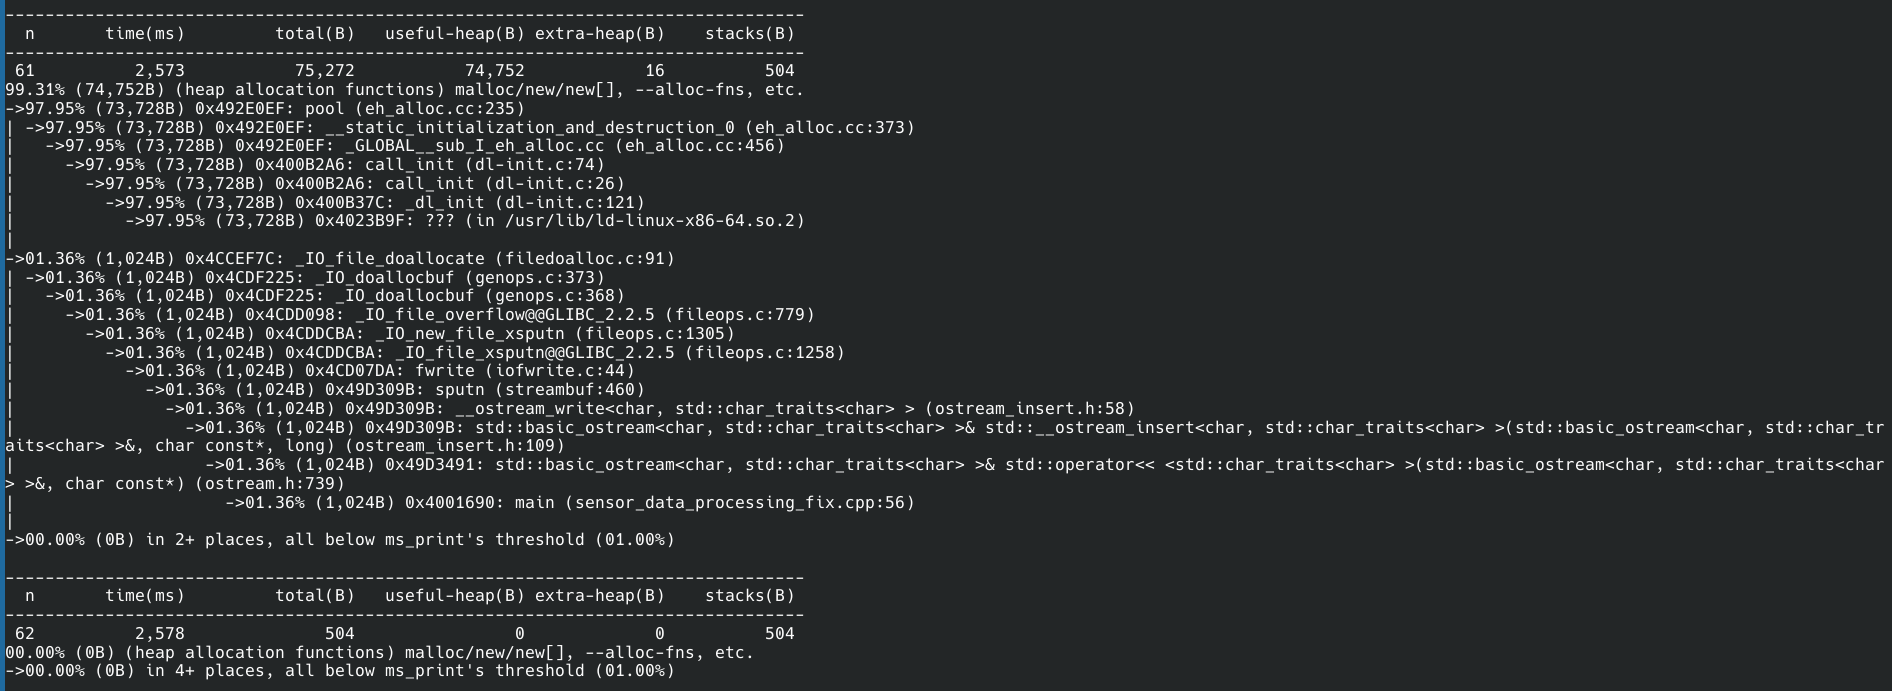 --------------------------------------------------------------------------------
  n       time(ms)         total(B)   useful-heap(B) extra-heap(B)    stacks(B)
--------------------------------------------------------------------------------
 61          2,573           75,272           74,752            16          504
99.31% (74,752B) (heap allocation functions) malloc/new/new[], --alloc-fns, etc.
->97.95% (73,728B) 0x492E0EF: pool (eh_alloc.cc:235)
| ->97.95% (73,728B) 0x492E0EF: __static_initialization_and_destruction_0 (eh_alloc.cc:373)
|   ->97.95% (73,728B) 0x492E0EF: _GLOBAL__sub_I_eh_alloc.cc (eh_alloc.cc:456)
|     ->97.95% (73,728B) 0x400B2A6: call_init (dl-init.c:74)
|       ->97.95% (73,728B) 0x400B2A6: call_init (dl-init.c:26)
|         ->97.95% (73,728B) 0x400B37C: _dl_init (dl-init.c:121)
|           ->97.95% (73,728B) 0x4023B9F: ??? (in /usr/lib/ld-linux-x86-64.so.2)
|
->01.36% (1,024B) 0x4CCEF7C: _IO_file_doallocate (filedoalloc.c:91)
| ->01.36% (1,024B) 0x4CDF225: _IO_doallocbuf (genops.c:373)
|   ->01.36% (1,024B) 0x4CDF225: _IO_doallocbuf (genops.c:368)
|     ->01.36% (1,024B) 0x4CDD098: _IO_file_overflow@@GLIBC_2.2.5 (fileops.c:779)
|       ->01.36% (1,024B) 0x4CDDCBA: _IO_new_file_xsputn (fileops.c:1305)
|         ->01.36% (1,024B) 0x4CDDCBA: _IO_file_xsputn@@GLIBC_2.2.5 (fileops.c:1258)
|           ->01.36% (1,024B) 0x4CD07DA: fwrite (iofwrite.c:44)
|             ->01.36% (1,024B) 0x49D309B: sputn (streambuf:460)
|               ->01.36% (1,024B) 0x49D309B: __ostream_write<char, std::char_traits<char> > (ostream_insert.h:58)
|                 ->01.36% (1,024B) 0x49D309B: std::basic_ostream<char, std::char_traits<char> >& std::__ostream_insert<char, std::char_traits<char> >(std::basic_ostream<char, std::char_tr
aits<char> >&, char const*, long) (ostream_insert.h:109)
|                   ->01.36% (1,024B) 0x49D3491: std::basic_ostream<char, std::char_traits<char> >& std::operator<< <std::char_traits<char> >(std::basic_ostream<char, std::char_traits<char
> >&, char const*) (ostream.h:739)
|                     ->01.36% (1,024B) 0x4001690: main (sensor_data_processing_fix.cpp:56)
|
->00.00% (0B) in 2+ places, all below ms_print's threshold (01.00%)

--------------------------------------------------------------------------------
  n       time(ms)         total(B)   useful-heap(B) extra-heap(B)    stacks(B)
--------------------------------------------------------------------------------
 62          2,578              504                0             0          504
00.00% (0B) (heap allocation functions) malloc/new/new[], --alloc-fns, etc.
->00.00% (0B) in 4+ places, all below ms_print's threshold (01.00%)